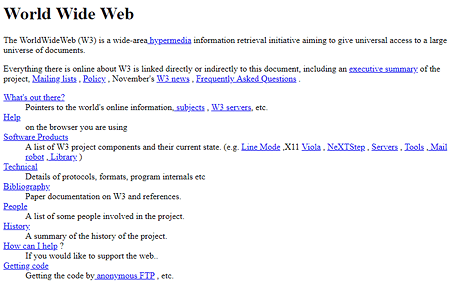 World Wide Web
The WorldWideWeb (W3) is a wide-area hypermedia information retrieval initiative aiming to give universal access to a large
universe of documents.
Everything there is online about W3 is linked directly or indirectly to this document, including an executive summary of the
project, Mailing lists , Policy , November's W3 news , Frequently Asked Questions .
What's out there?
Pointers to the world's online information, subjects , W3 servers, etc.
Help
on the browser you are using
Software Products
A list of W3 project components and their current state. (e.g. Line Mode ,X11 Viola , NeXTStep , Servers , Tools , Mail
robot , Library )
Technical
Details of protocols, formats, program internals etc
Bibliography
Paper documentation on W3 and references.
People
A list of some people involved in the project.
History
A summary of the history of the project.
How can I help ?
If you would like to support the web..
Getting code
Getting the code by anonymous FTP , etc.